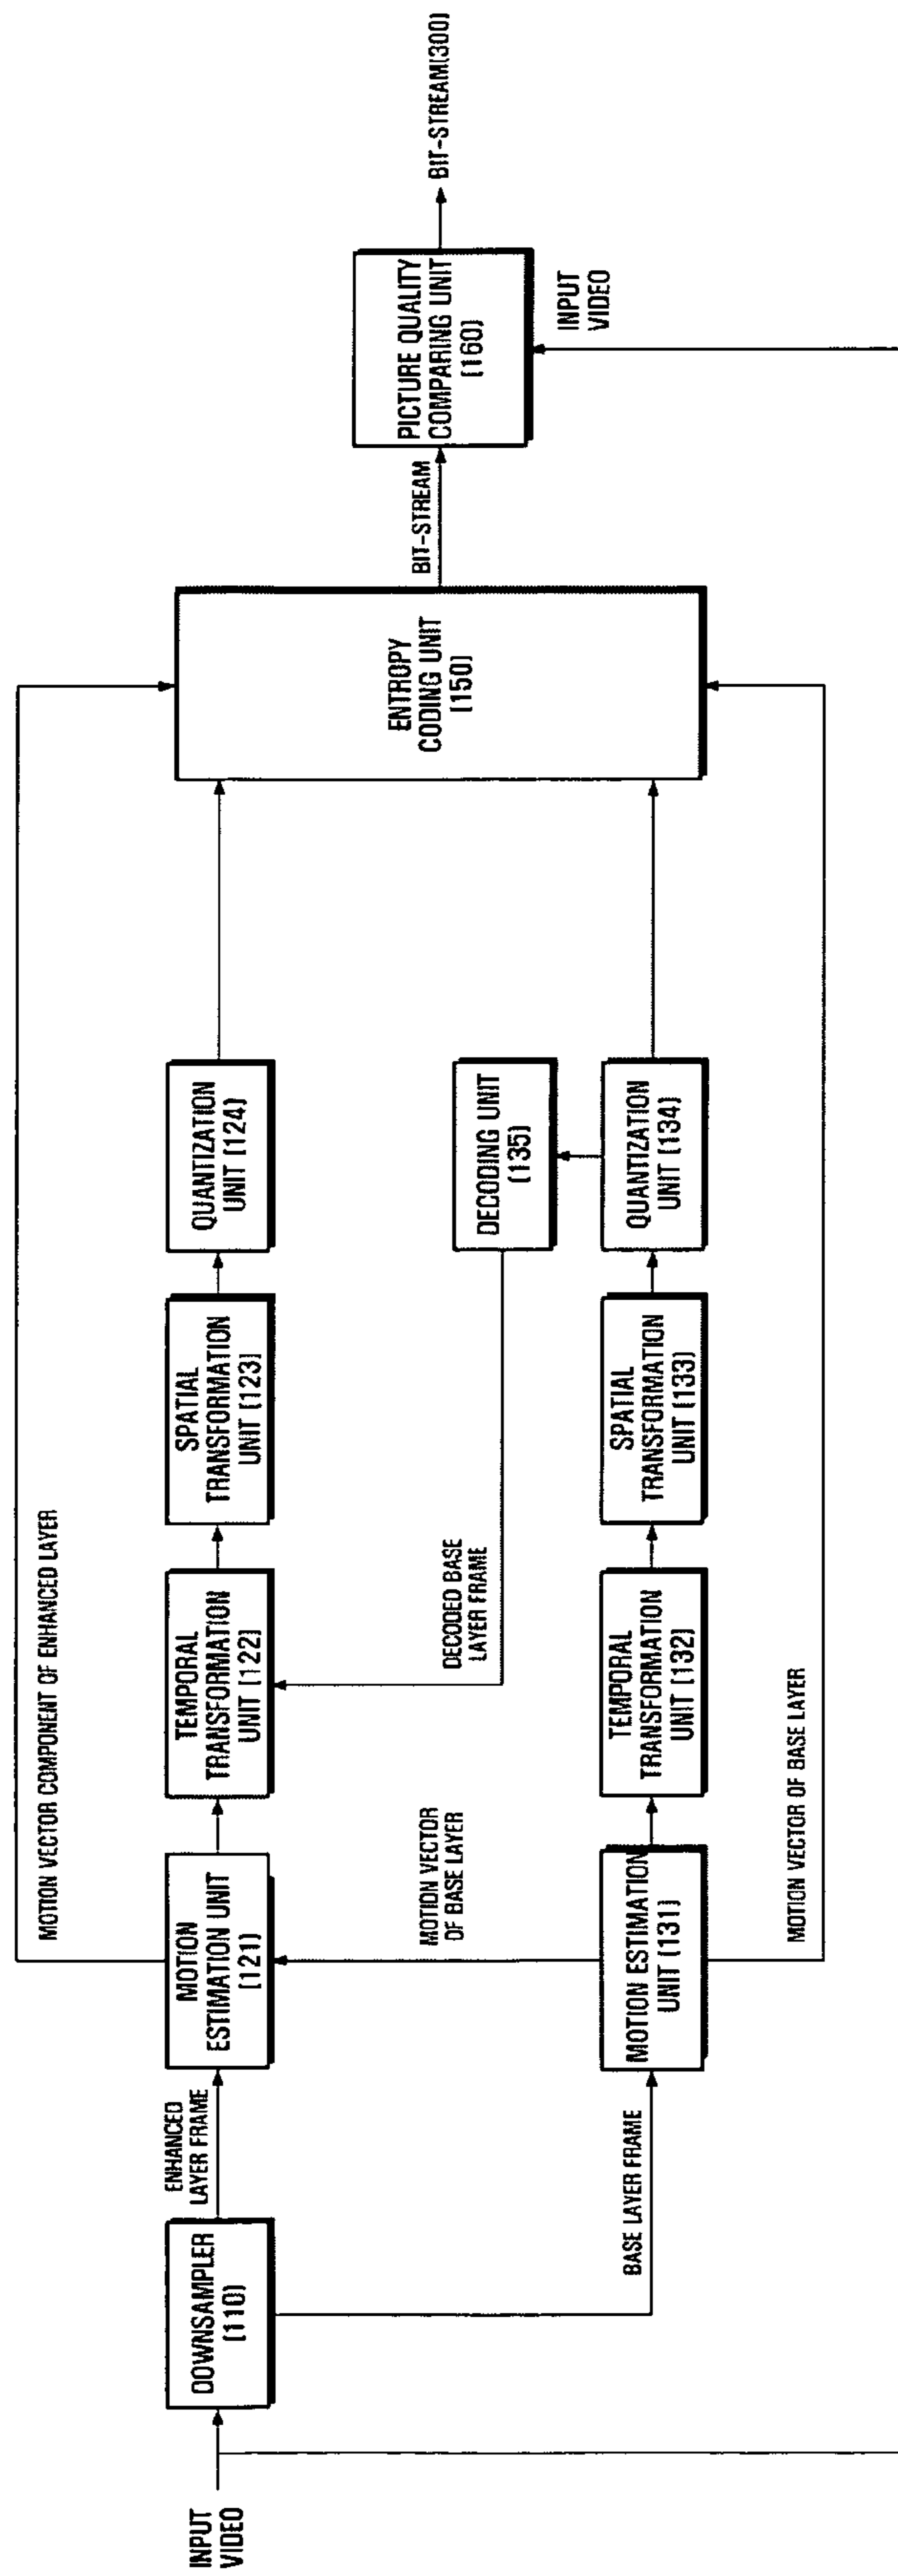 INPUT
VIDEO
DOWNSAMPLER
(110)
ENHANCED
LAYER FRAME
BASE LAYER FRAME
MOTION VECTOR COMPONENT OF ENHANCED LAYER
MOTION
ESTIMATION UNIT
(121)
MOTION VECTOR
OF BASE LAYER
MOTION ESTIMATION
UNIT (131)
MOTION VECTOR OF BASE LAYER
TEMPORAL
TRANSFORMATION
UNIT (122)
DECODED BASE
LAYER FRAME
TEMPORAL
TRANSFORMATION
UNIT (132)
SPATIAL
TRANSFORMATION
UNIT (123)
SPATIAL
TRANSFORMATION
UNIT (133)
QUANTIZATION
UNIT (124)
DECODING UNIT
(135)
QUANTIZATION
UNIT (134)
ENTROPY
CODING UNIT
(150)
BIT-STREAM
PICTURE QUALITY
COMPARING UNIT
(160)
INPUT
VIDEO
BIT-STREAM(300)